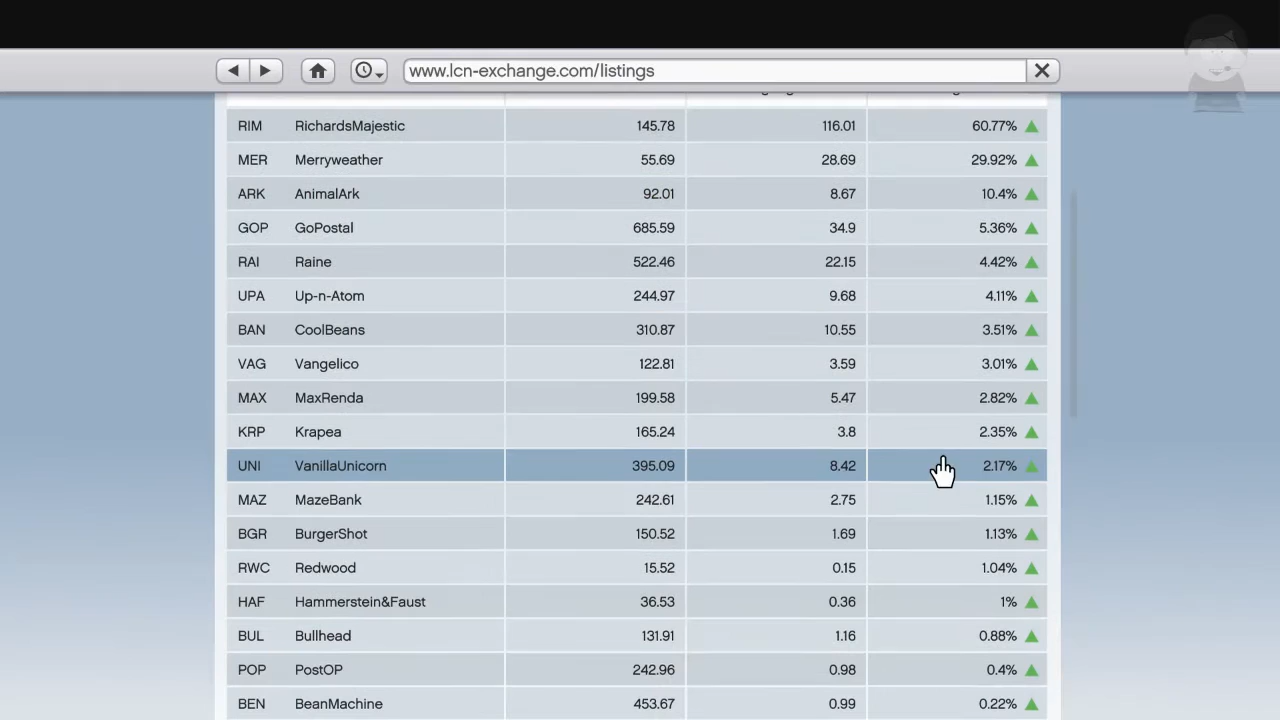 www.lcn-exchange.com/listings
RIM RichardsMajestic 145.78 116.01 60.77%
MER Merryweather 55.69 28.69 29.92%
ARK AnimalArk 92.01 8.67 10.4%
GOP GoPostal 685.59 34.9 5.36%
RAI Raine 522.46 22.15 4.42%
UPA Up-n-Atom 244.97 9.68 4.11%
BAN CoolBeans 310.87 10.55 3.51%
VAG Vangelico 122.81 3.59 3.01%
MAX MaxRenda 199.58 5.47 2.82%
KRP Krapea 165.24 3.8 2.35%
UNI VanillaUnicorn 395.09 8.42 2.17%
MAZ MazeBank 242.61 2.75 1.15%
BGR BurgerShot 150.52 1.69 1.13%
RWC Redwood 15.52 0.15 1.04%
HAF Hammerstein&Faust 36.53 0.36 1%
BUL Bullhead 131.91 1.16 0.88%
POP PostOP 242.96 0.98 0.4%
BEN BeanMachine 453.67 0.99 0.22%